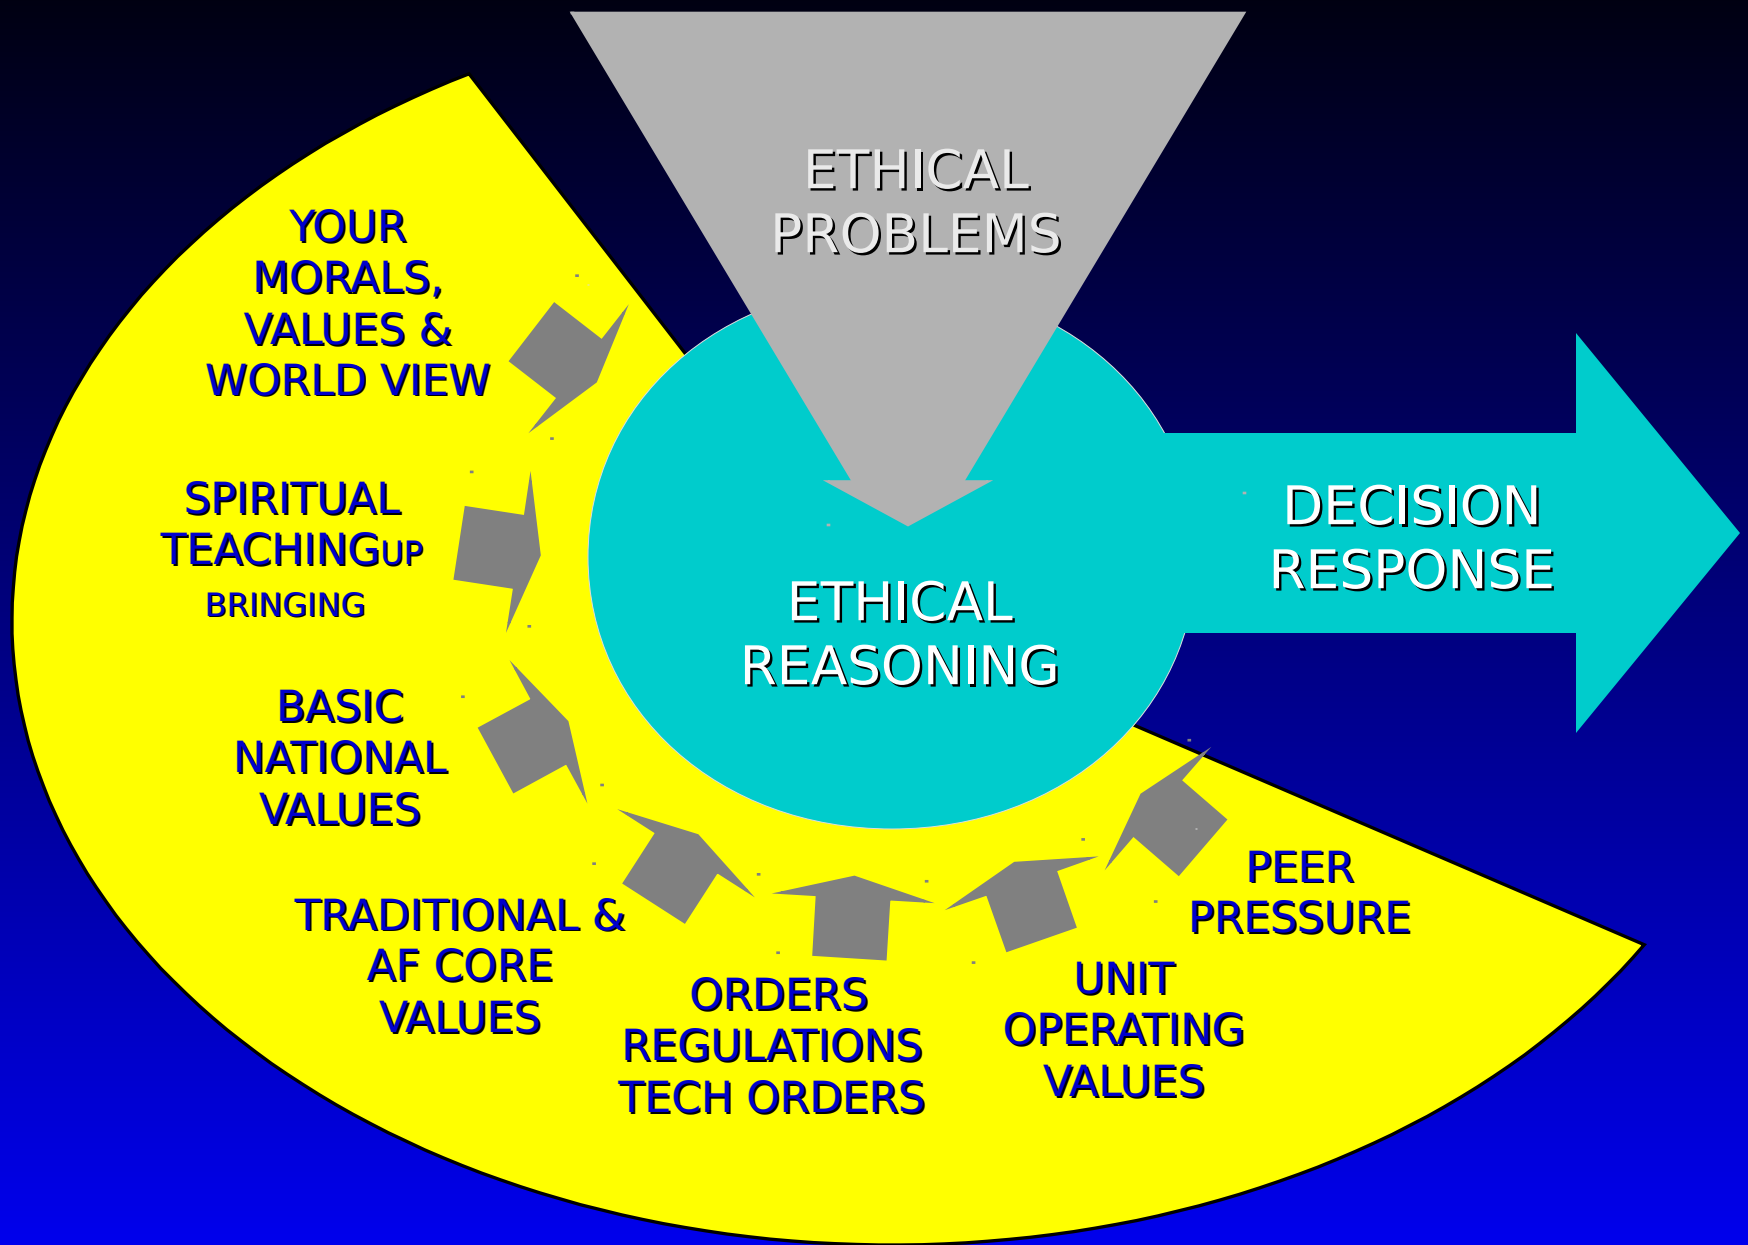 ETHICAL
PROBLEMS
YOUR
MORALS,
VALUES &
WORLD VIEW
SPIRITUAL
TEACHINGUP
BRINGING
BASIC
NATIONAL
VALUES
TRADITIONAL &
AF CORE
VALUES
ORDERS
REGULATIONS
TECH ORDERS
UNIT
OPERATING
VALUES
PEER
PRESSURE
ETHICAL
REASONING
DECISION
RESPONSE